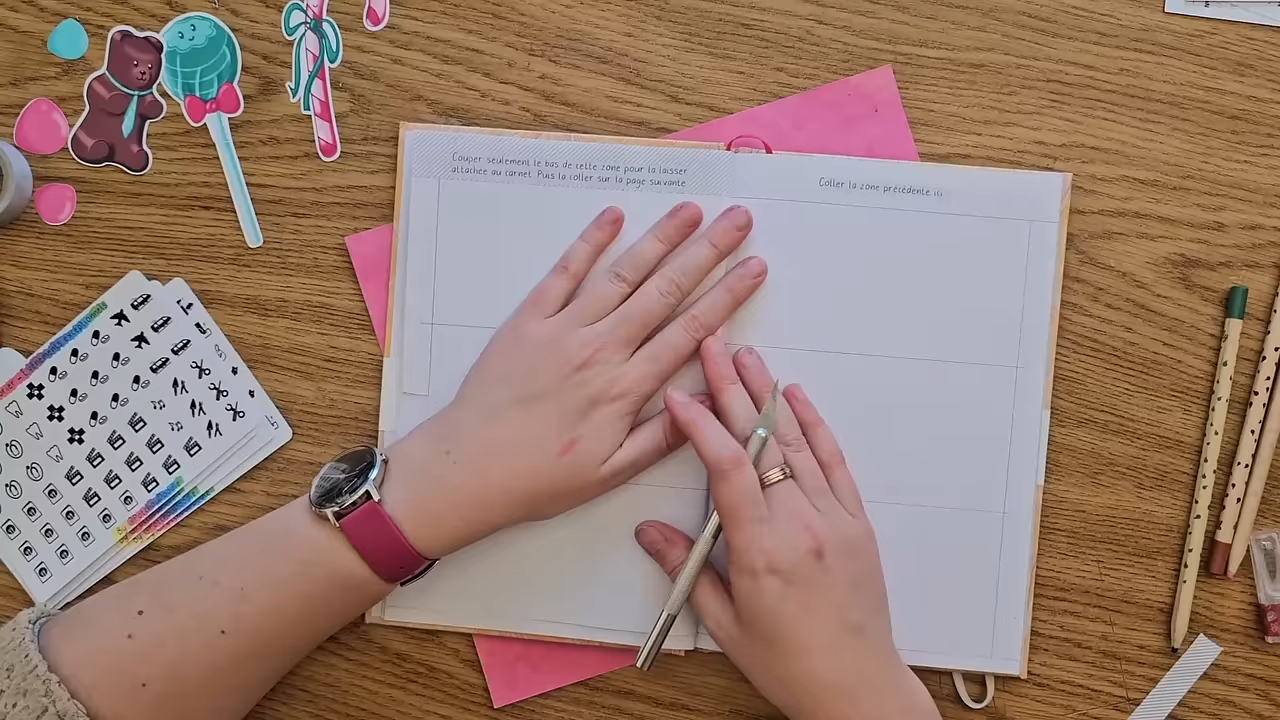 Couper seulement le bas de cette zone pour la laisser
attachée au carnet. Puis la coller sur la page suivante
Coller la zone précédente ici